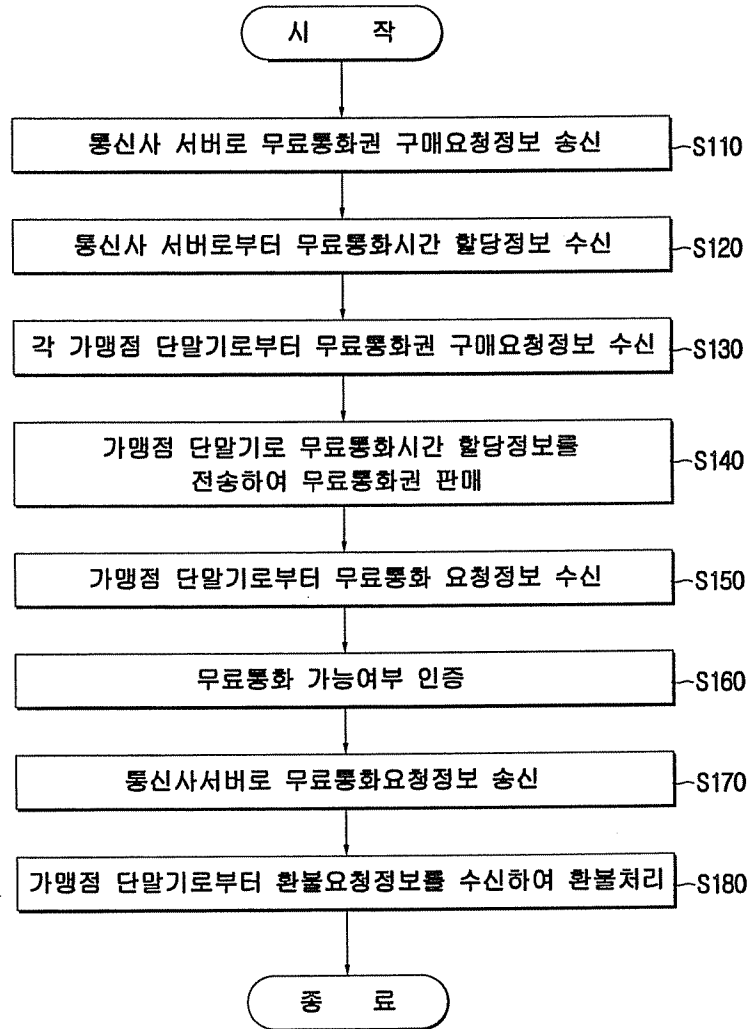 시 작
통신사 서버로 무료통화권 구매요청정보 송신
S110
통신사 서버로부터 무료통화시간 할당정보 수신
S120
각 가맹점 단말기로부터 무료통화권 구매요청정보 수신
S130
가맹점 단말기로 무료통화시간 할당정보를
전송하여 무료통화권 판매
S140
가맹점 단말기로부터 무료통화 요청정보 수신
S150
무료통화 가능여부 인증
S160
통신사서버로 무료통화요청정보 송신
S170
가맹점 단말기로부터 환불요청정보를 수신하여 환불처리
S180
종 료